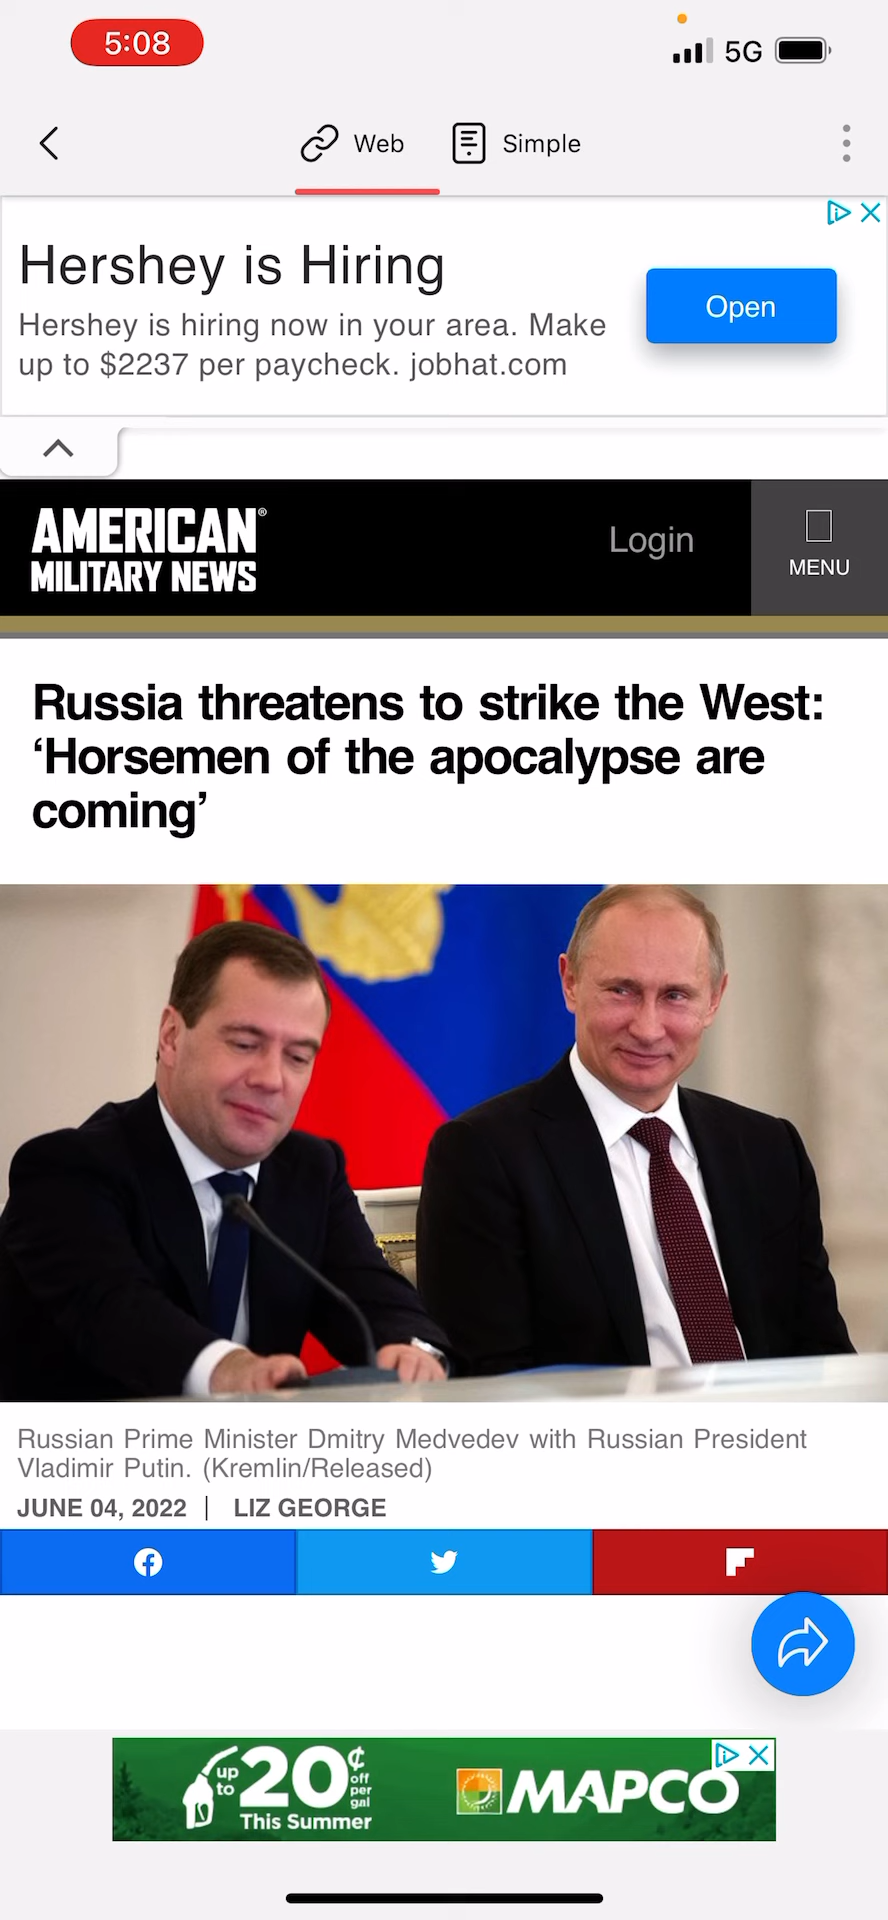 5:08
5G
Web
Simple
Hershey is Hiring
Hershey is hiring now in your area. Make
up to $2237 per paycheck. jobhat.com
Open
AMERICAN®
MILITARY NEWS
Login
MENU
Russia threatens to strike the West:
‘Horsemen of the apocalypse are
coming’
Russian Prime Minister Dmitry Medvedev with Russian President
Vladimir Putin. (Kremlin/Released)
JUNE 04, 2022 | LIZ GEORGE
up to 20¢ off per gal
This Summer
MAPCO